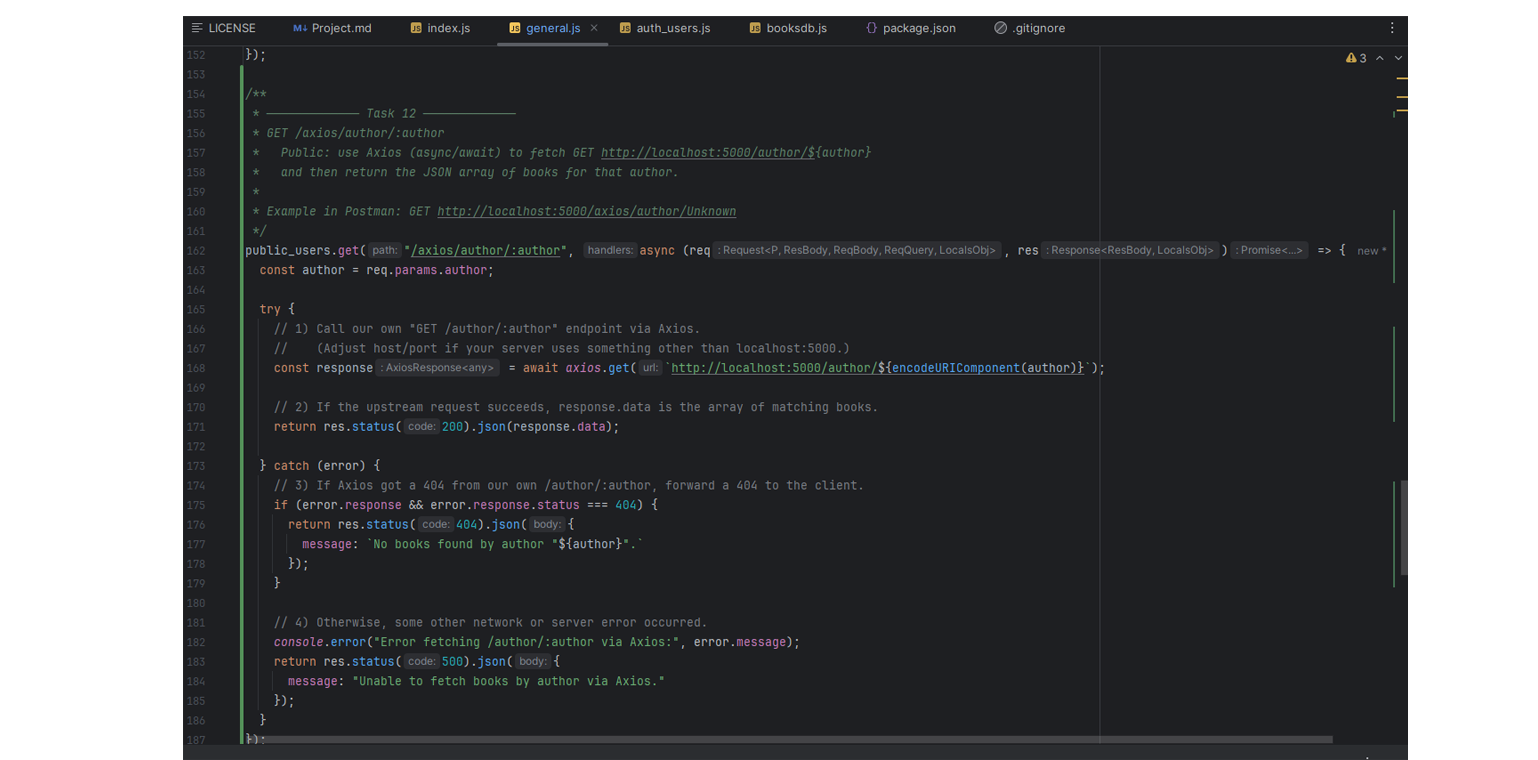 LICENSE M↓ Project.md JS index.js JS general.js × JS auth_users.js JS booksdb.js {} package.json .gitignore
3
152 });
153
154 /**
155  * ───────────── Task 12 ─────────────
156  * GET /axios/author/:author
157  *   Public: use Axios (async/await) to fetch GET http://localhost:5000/author/${author}
158  *   and then return the JSON array of books for that author.
159  *
160  * Example in Postman: GET http://localhost:5000/axios/author/Unknown
161  */
162 public_users.get( path: "/axios/author/:author", handlers: async (req : Request<P, ResBody, ReqBody, ReqQuery, LocalsObj> , res : Response<ResBody, LocalsObj> ) : Promise<...> => { new *
163   const author = req.params.author;
164
165   try {
166     // 1) Call our own "GET /author/:author" endpoint via Axios.
167     //    (Adjust host/port if your server uses something other than localhost:5000.)
168     const response : AxiosResponse<any> = await axios.get( url: `http://localhost:5000/author/${encodeURIComponent(author)}`);
169
170     // 2) If the upstream request succeeds, response.data is the array of matching books.
171     return res.status( code: 200).json(response.data);
172
173   } catch (error) {
174     // 3) If Axios got a 404 from our own /author/:author, forward a 404 to the client.
175     if (error.response && error.response.status === 404) {
176       return res.status( code: 404).json( body: {
177         message: `No books found by author "${author}".`
178       });
179     }
180
181     // 4) Otherwise, some other network or server error occurred.
182     console.error("Error fetching /author/:author via Axios:", error.message);
183     return res.status( code: 500).json( body: {
184       message: "Unable to fetch books by author via Axios."
185     });
186   }
187 });